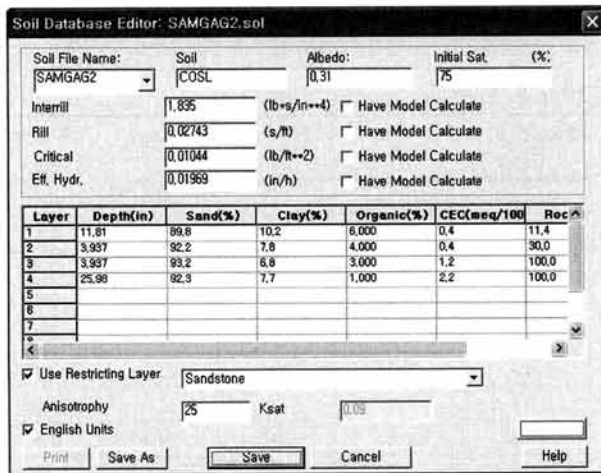 Soil Database Editor: SAMGAG2.sol
Soil File Name: Soil Albedo: Initial Sat. (%)
SAMGAG2 COSL 0,31 75
Interrill 1,835 (lb*s/in**4) Have Model Calculate
Rill 0,02743 (s/ft) Have Model Calculate
Critical 0,01044 (lb/ft**2) Have Model Calculate
Eff. Hydr. 0,01969 (in/h) Have Model Calculate
Layer Depth(in) Sand(%) Clay(%) Organic(%) CEC(meq/100 Roc
1 11,81 89,8 10,2 6,000 0,4 11,4
2 3,937 92,2 7,8 4,000 0,4 30,0
3 3,937 93,2 6,8 3,000 1,2 100,0
4 25,98 92,3 7,7 1,000 2,2 100,0
5
6
7
Use Restricting Layer Sandstone
Anisotrophy 25 Ksat 0,09
English Units
Print Save As Save Cancel Help